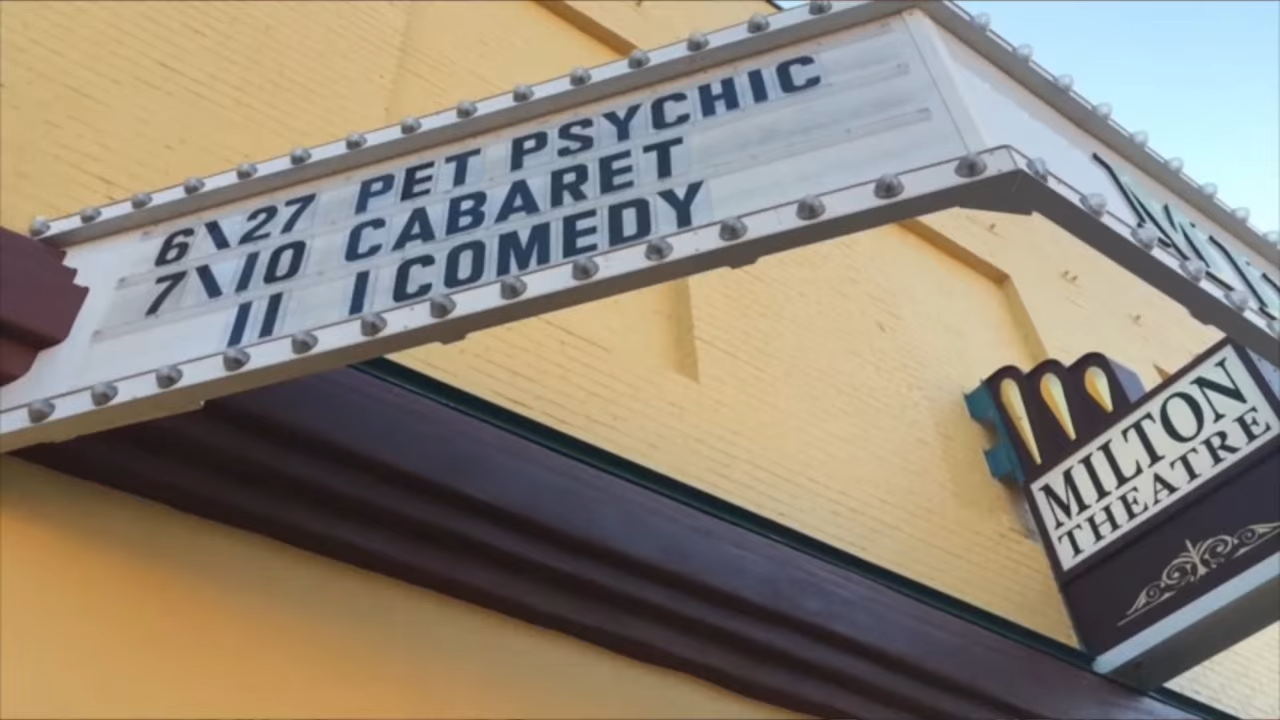 6\27 PET PSYCHIC
7\10 CABARET
11 I COMEDY
MILTON
THEATRE